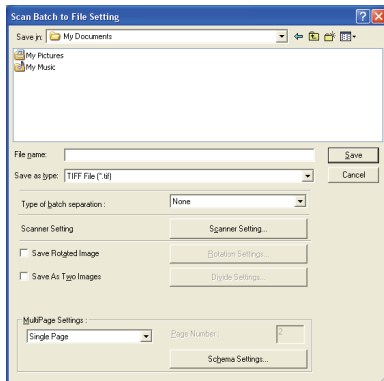 Scan Batch to File Setting
Save in: My Documents
My Pictures
My Music
File name:
Save
Save as type: TIFF File (*.tif)
Cancel
Type of batch separation : None
Scanner Setting Scanner Setting...
Save Rotated Image Rotation Settings...
Save As Two Images Divide Settings...
MultiPage Settings :
Single Page Page Number : 2
Schema Settings...